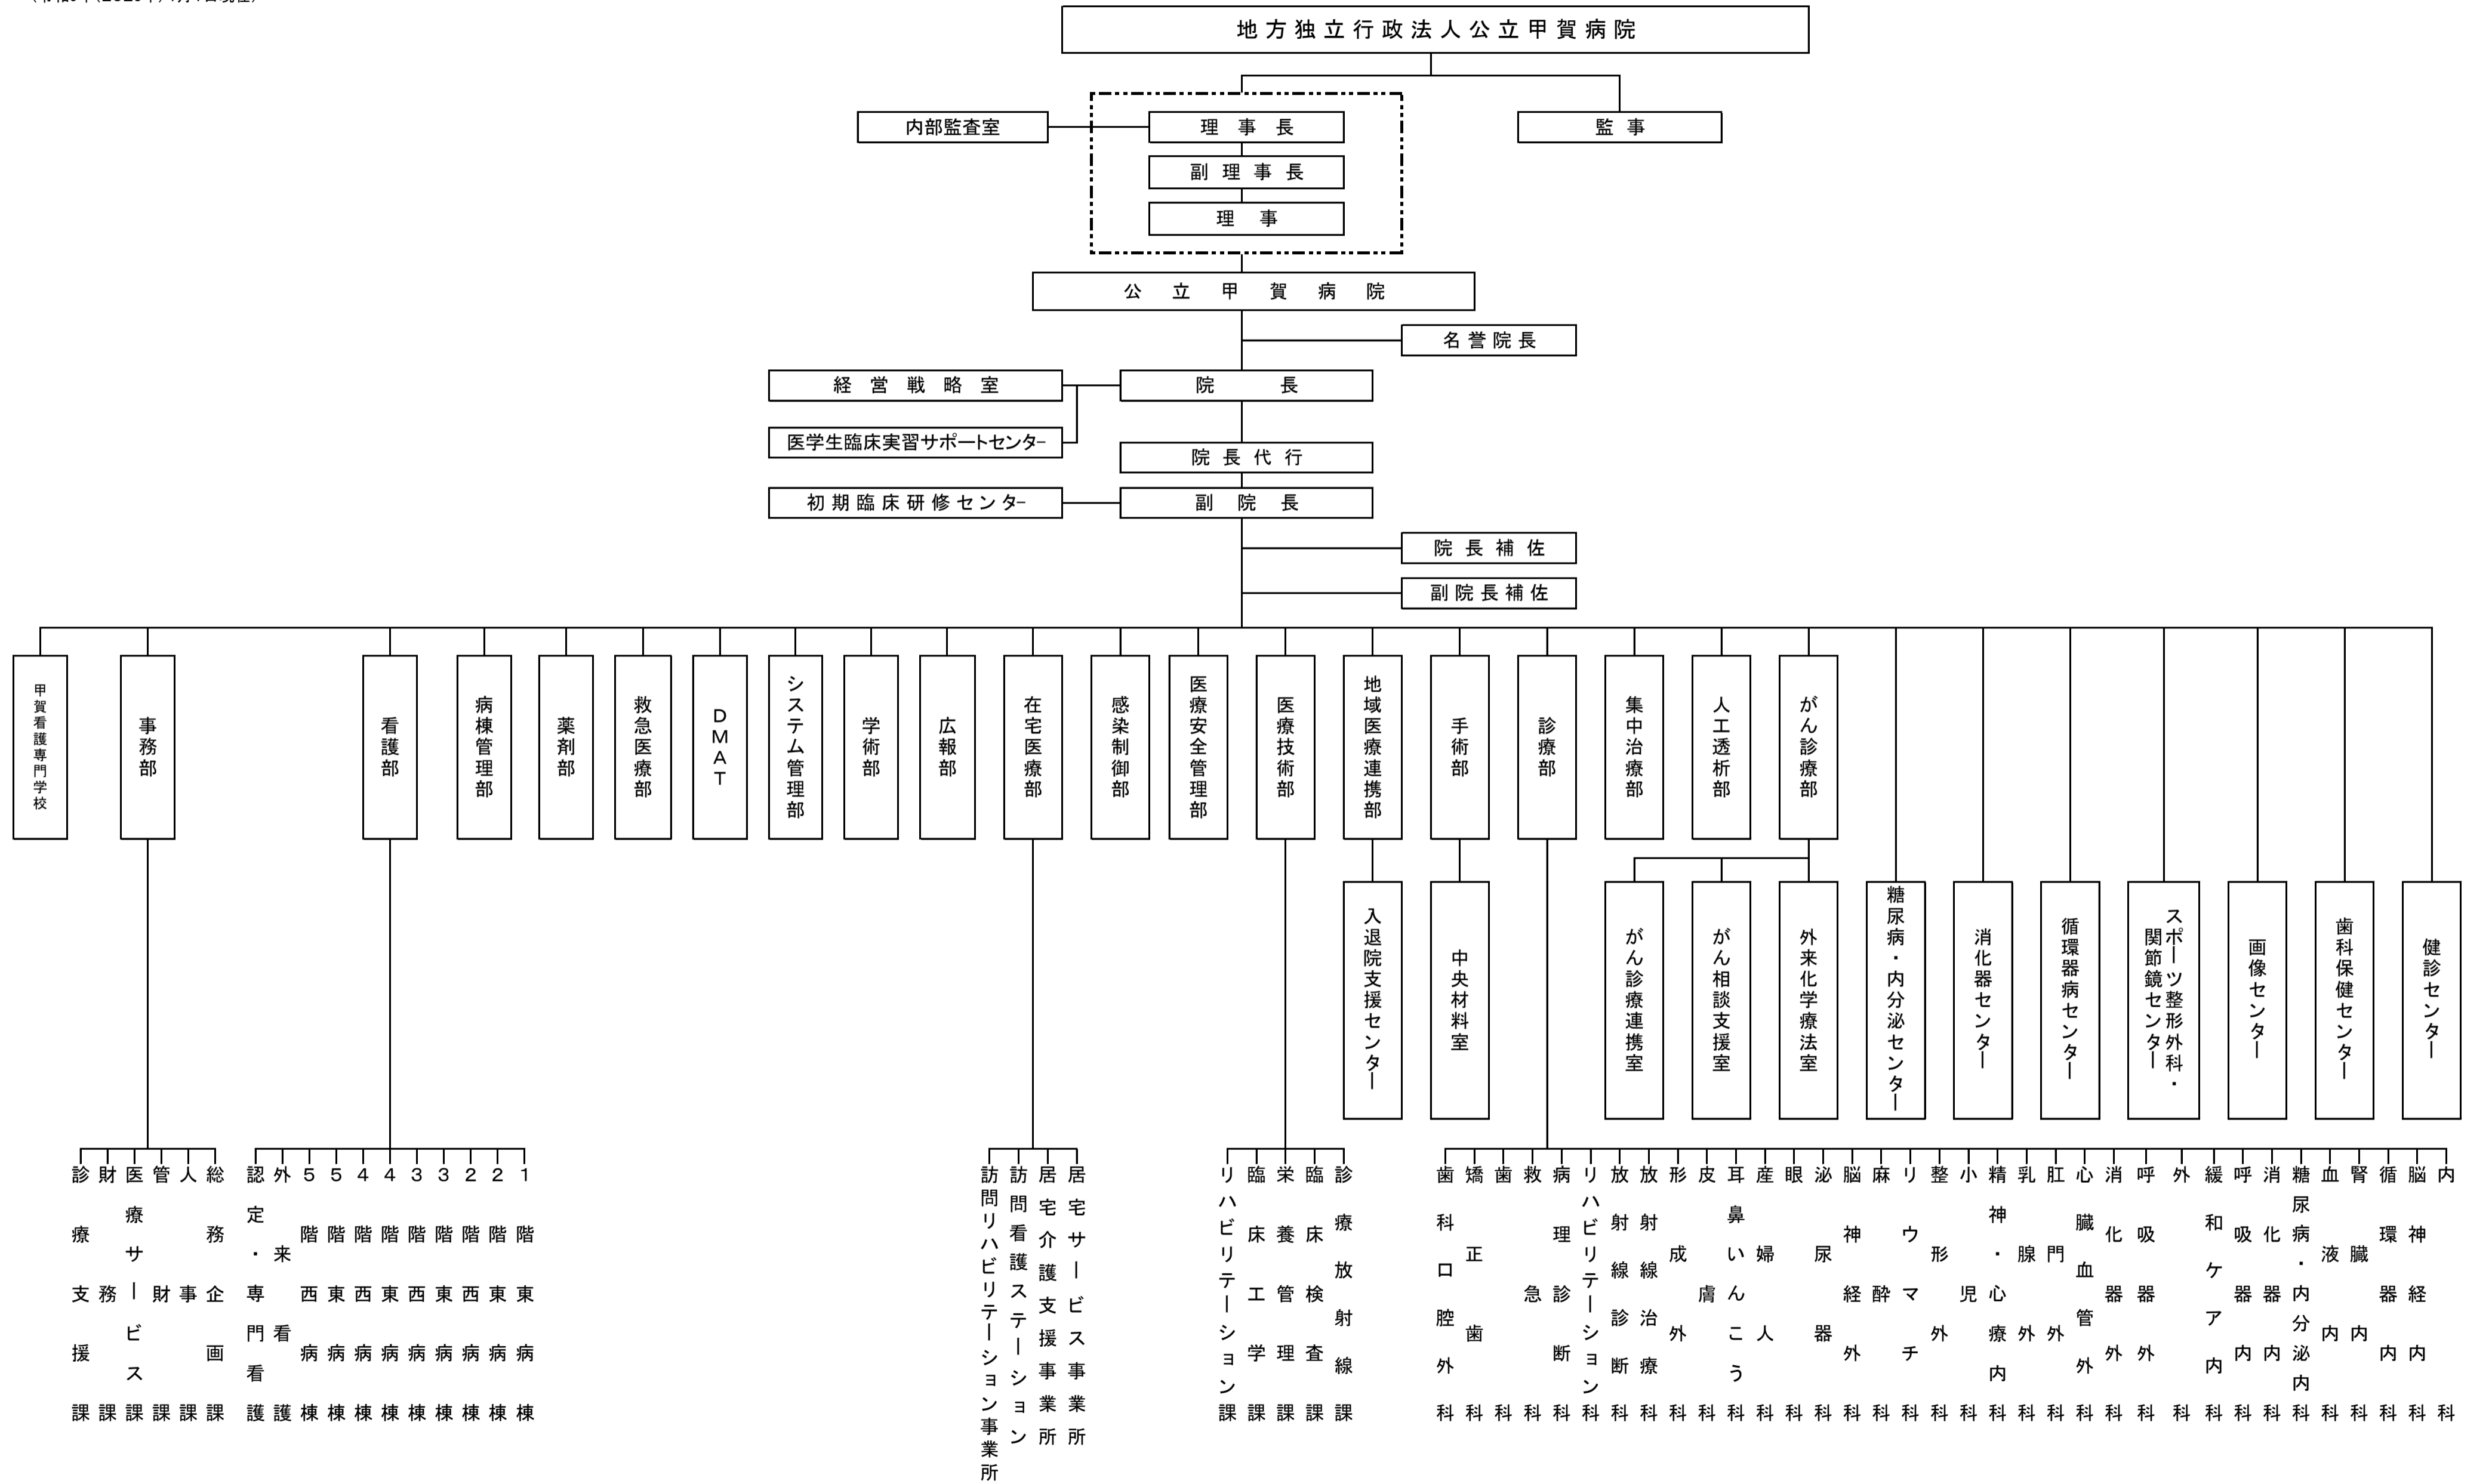 地方独立行政法人公立甲賀病院
内部監査室
理事長
監事
副理事長
理事
公立甲賀病院
名誉院長
経営戦略室
院長
医学生臨床実習サポートセンター
院長代行
初期臨床研修センター
副院長
院長補佐
副院長補佐
甲賀看護専門学校
事務部
看護部
病棟管理部
薬剤部
救急医療部
DMAT
システム管理部
学術部
広報部
在宅医療部
感染制御部
医療安全管理部
医療技術部
地域医療連携部
手術部
診療部
集中治療部
人工透析部
がん診療部
入退院支援センター
中央材料室
がん診療連携室
がん相談支援室
外来化学療法室
糖尿病・内分泌センター
消化器センター
循環器病センター
スポーツ整形外科・
関節鏡センター
画像センター
歯科保健センター
健診センター
診療支援課
財務課
医療サービス課
管財課
人事課
総務企画課
認定・専門看護
外来看護
5階西病棟
5階東病棟
4階西病棟
4階東病棟
3階西病棟
3階東病棟
2階西病棟
2階東病棟
1階東病棟
訪問リハビリテーション事業所
訪問看護ステーション
居宅介護支援事業所
居宅サービス事業所
リハビリテーション課
臨床工学課
栄養管理課
臨床検査課
診療放射線課
歯科口腔外科
矯正歯科
歯科
救急科
病理診断科
リハビリテーション科
放射線診断科
放射線治療科
形成外科
皮膚科
耳鼻いんこう科
産婦人科
眼科
泌尿器科
脳神経外科
麻酔科
リウマチ科
整形外科
小児科
精神・心療内科
乳腺外科
肛門外科
心臓血管外科
消化器外科
呼吸器外科
外科
緩和ケア内科
呼吸器内科
消化器内科
糖尿病・内分泌内科
血液内科
腎臓内科
循環器内科
脳神経内科
内科